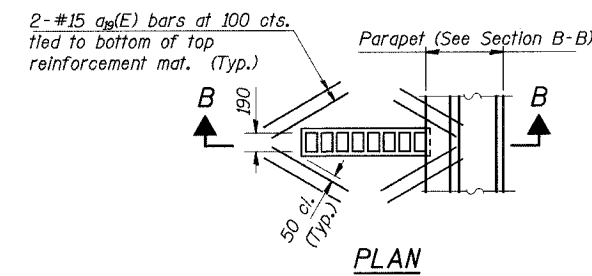 2-#15 a19(E) bars at 100 cts.
tied to bottom of top
reinforcement mat. (Typ.)
Parapet (See Section B-B)
B
190
B
50 cl.
(Typ.)
PLAN